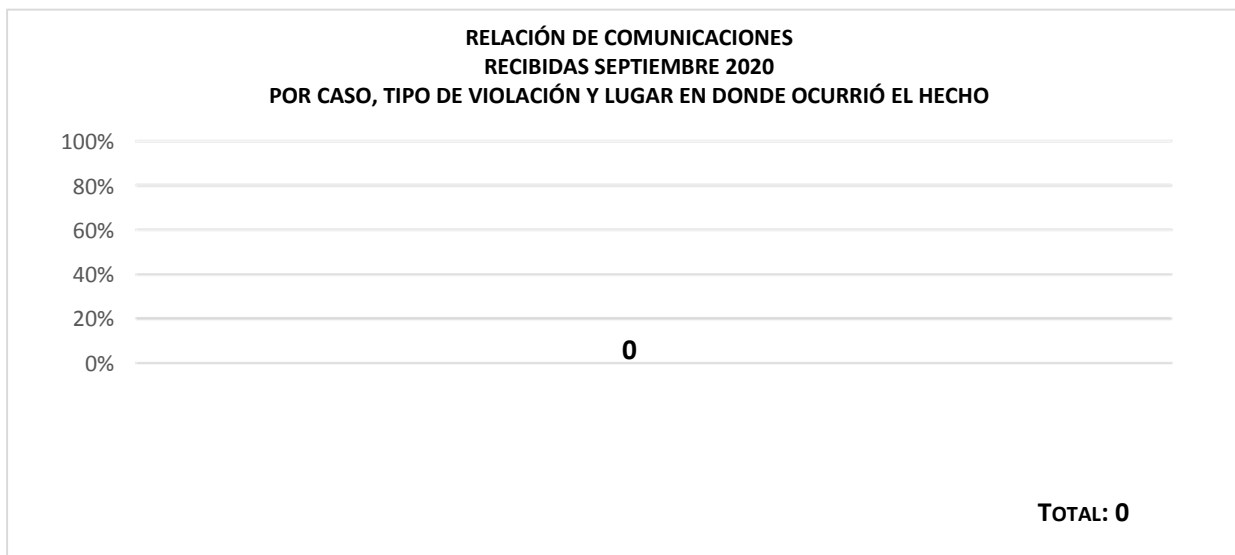 RELACIÓN DE COMUNICACIONES
RECIBIDAS SEPTIEMBRE 2020
POR CASO, TIPO DE VIOLACIÓN Y LUGAR EN DONDE OCURRIÓ EL HECHO
100%
80%
60%
40%
20%
0%
0
TOTAL: 0